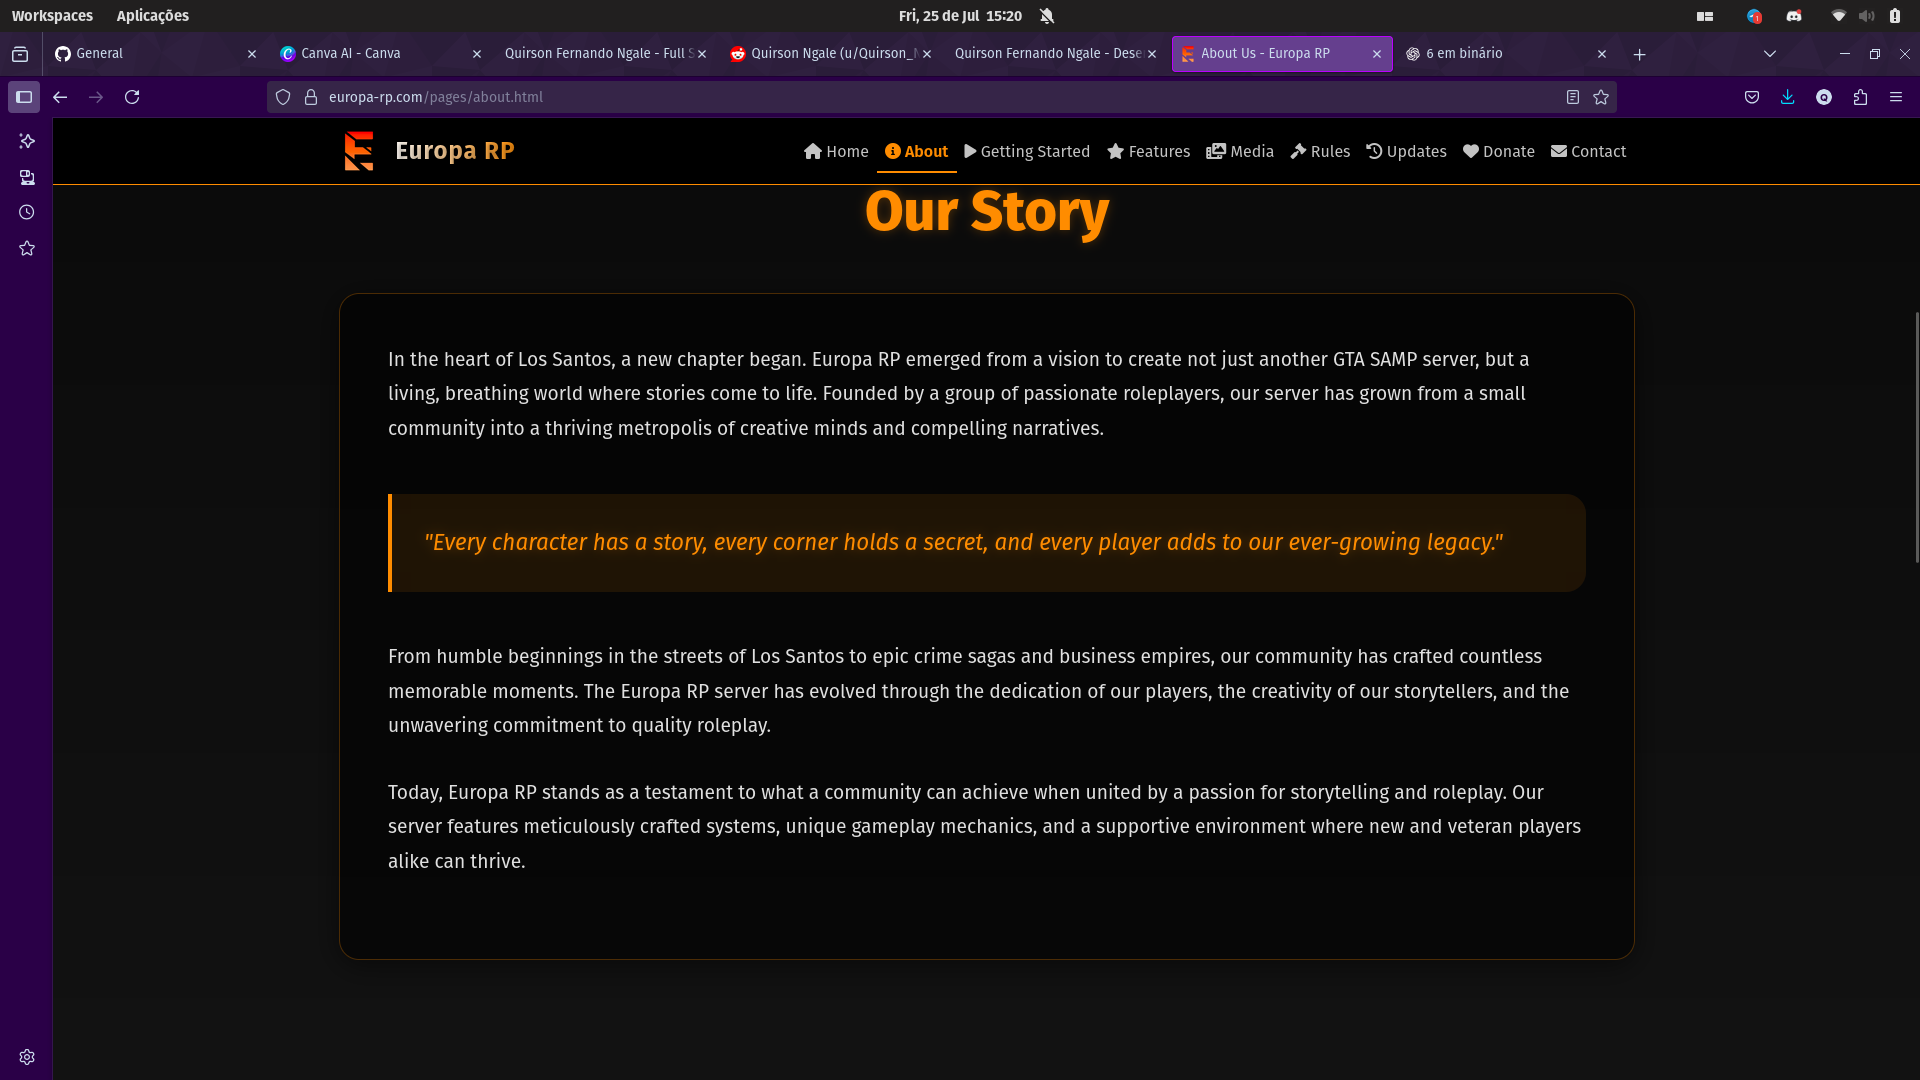 Workspaces Aplicações Fri, 25 de Jul 15:20
General Canva AI - Canva Quirson Fernando Ngale - Full S Quirson Ngale (u/Quirson_N Quirson Fernando Ngale - Dese About Us - Europa RP 6 em binário
europa-rp.com/pages/about.html
Europa RP Home About Getting Started Features Media Rules Updates Donate Contact
Our Story
In the heart of Los Santos, a new chapter began. Europa RP emerged from a vision to create not just another GTA SAMP server, but a
living, breathing world where stories come to life. Founded by a group of passionate roleplayers, our server has grown from a small
community into a thriving metropolis of creative minds and compelling narratives.
"Every character has a story, every corner holds a secret, and every player adds to our ever-growing legacy."
From humble beginnings in the streets of Los Santos to epic crime sagas and business empires, our community has crafted countless
memorable moments. The Europa RP server has evolved through the dedication of our players, the creativity of our storytellers, and the
unwavering commitment to quality roleplay.
Today, Europa RP stands as a testament to what a community can achieve when united by a passion for storytelling and roleplay. Our
server features meticulously crafted systems, unique gameplay mechanics, and a supportive environment where new and veteran players
alike can thrive.